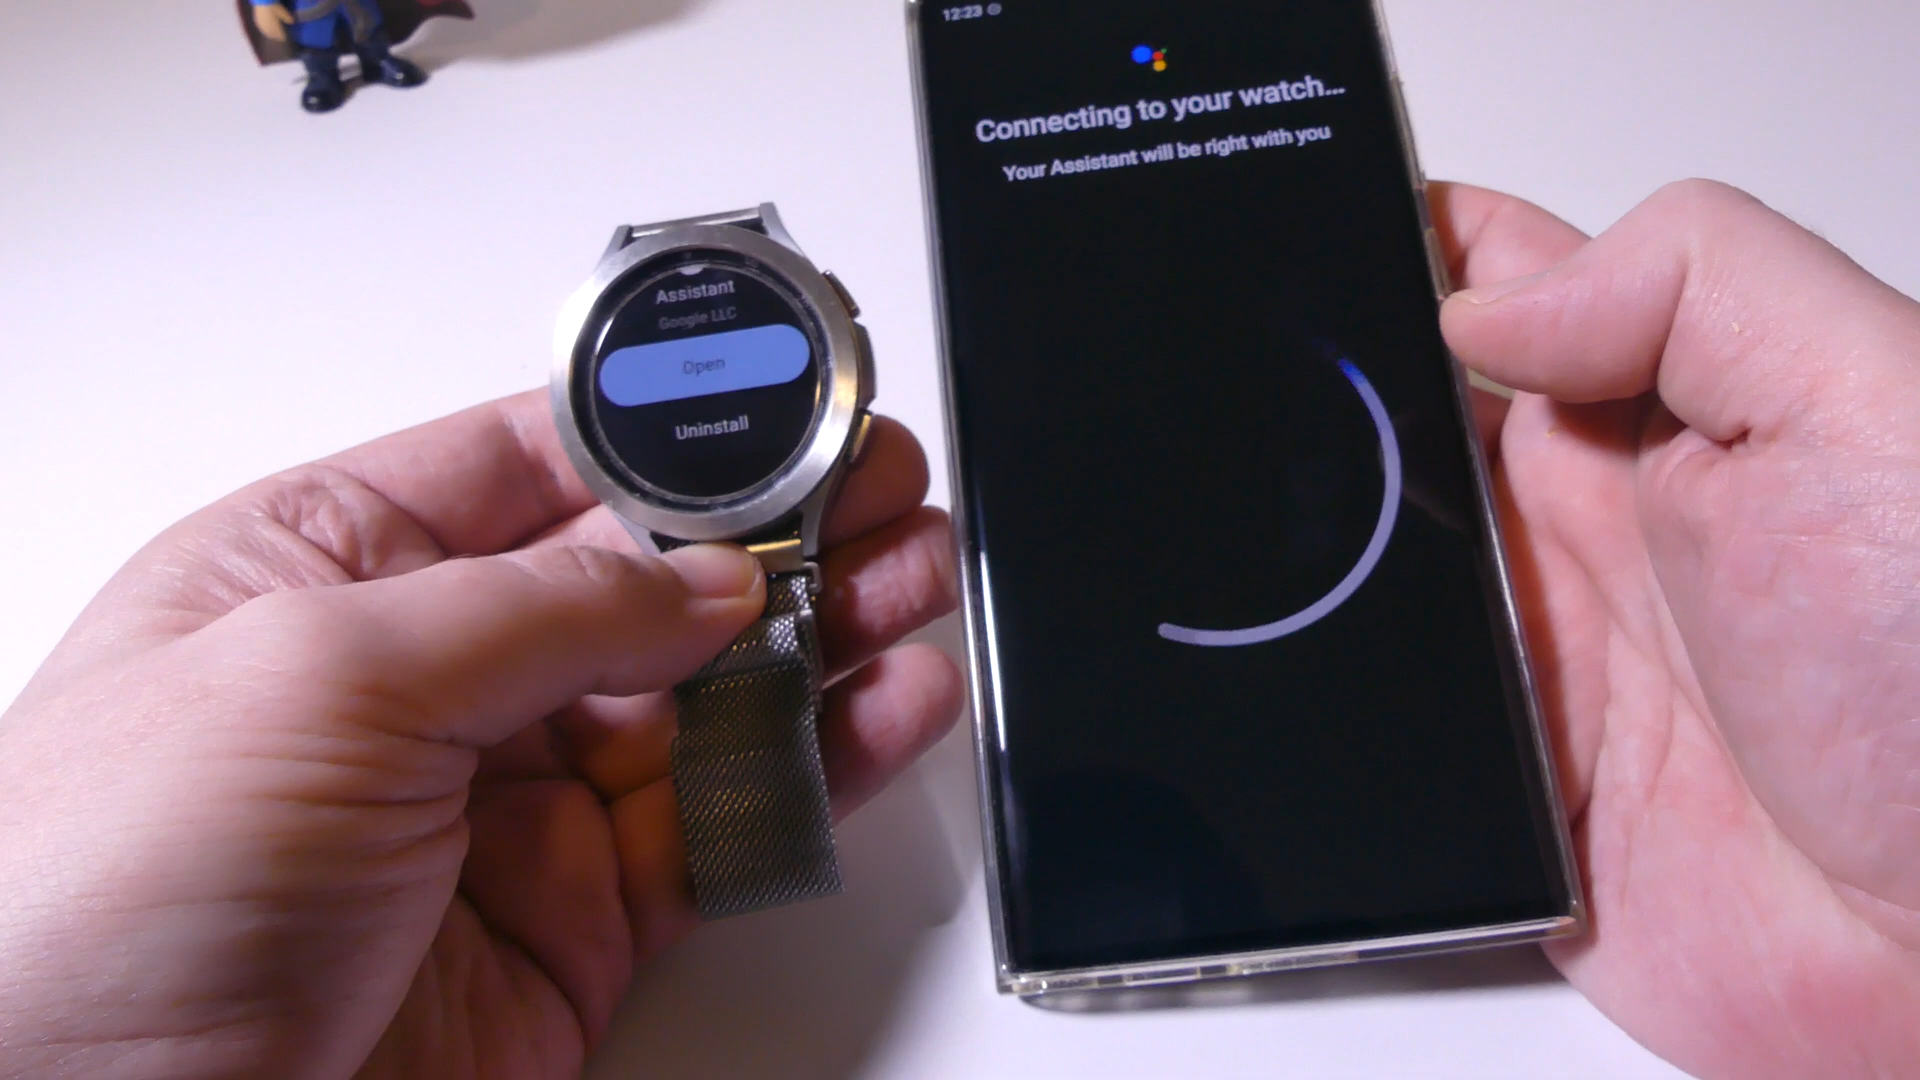 12:23
Connecting to your watch...
Your Assistant will be right with you
Assistant
Google LLC
Open
Uninstall